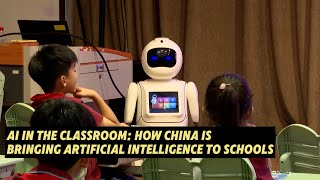 AI IN THE CLASSROOM: HOW CHINA IS
BRINGING ARTIFICIAL INTELLIGENCE TO SCHOOLS